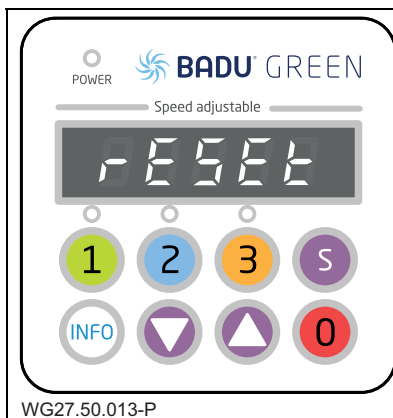 BADU® GREEN
POWER
Speed adjustable
rESEt
1 2 3 S
INFO 0
WG27.50.013-P